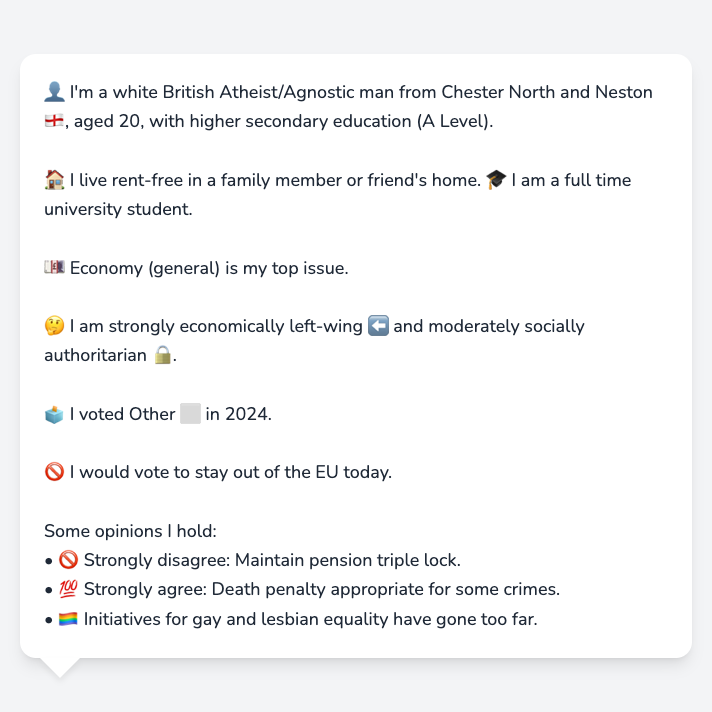 👤 I'm a white British Atheist/Agnostic man from Chester North and Neston
🏴󠁧󠁢󠁥󠁮󠁧󠁿, aged 20, with higher secondary education (A Level).
🏠 I live rent-free in a family member or friend's home. 🎓 I am a full time
university student.
💷 Economy (general) is my top issue.
🤔 I am strongly economically left-wing ⬅️ and moderately socially
authoritarian 🔒.
🗳️ I voted Other ⬜ in 2024.
🚫 I would vote to stay out of the EU today.
Some opinions I hold:
• 🚫 Strongly disagree: Maintain pension triple lock.
• 💯 Strongly agree: Death penalty appropriate for some crimes.
• 🏳️‍🌈 Initiatives for gay and lesbian equality have gone too far.